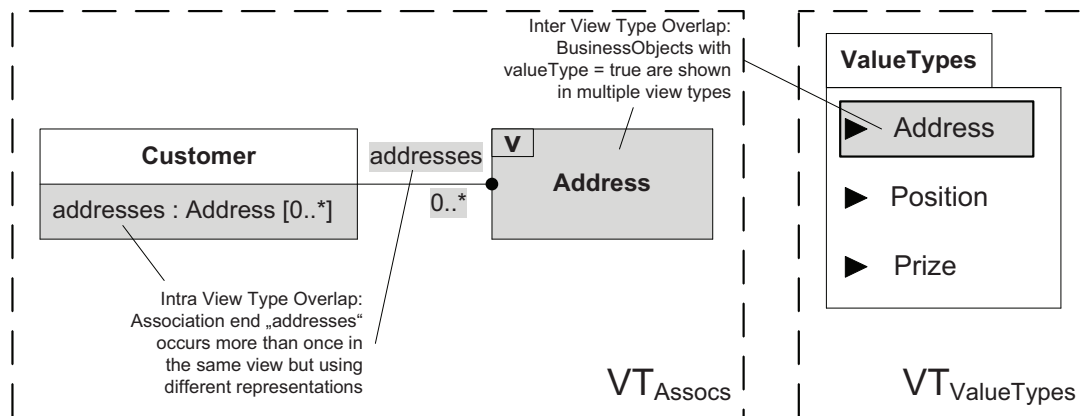 Inter View Type Overlap:
BusinessObjects with
valueType = true are shown
in multiple view types
Customer
addresses : Address [0..*]
addresses
0..*
V
Address
Intra View Type Overlap:
Association end „addresses“
occurs more than once in
the same view but using
different representations
VTAssocs
ValueTypes
Address
Position
Prize
VTValueTypes